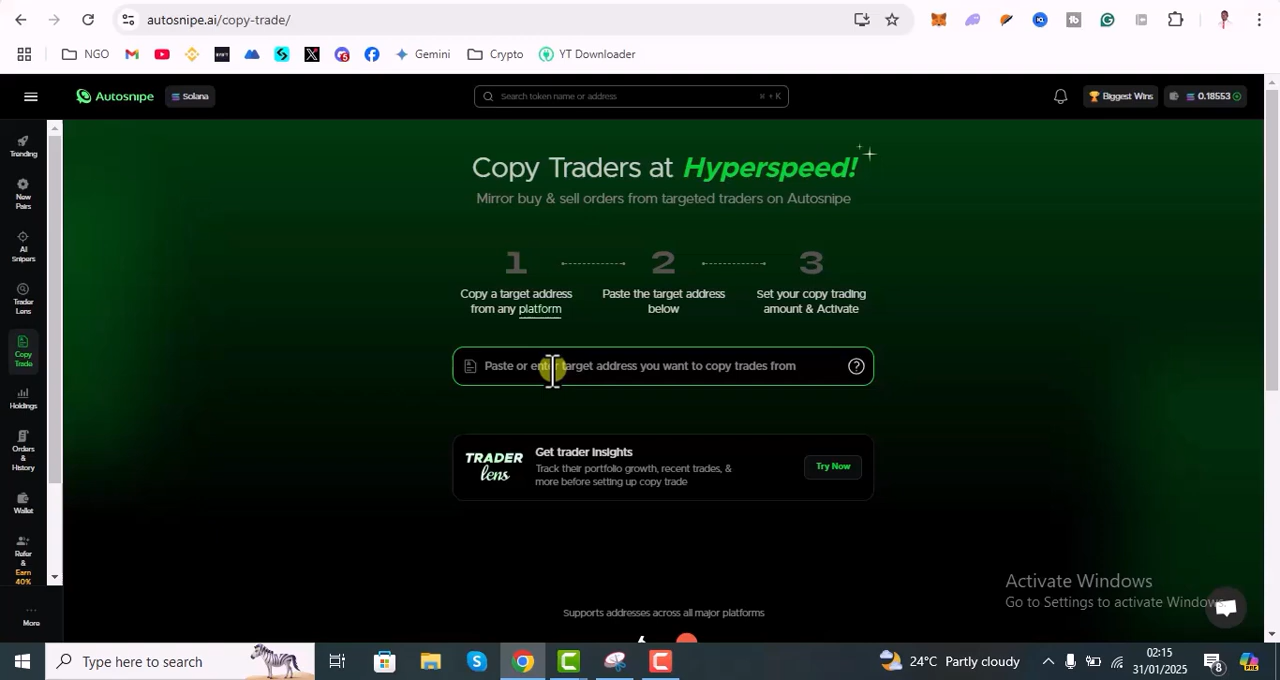 autosnipe.ai/copy-trade/
NGO
Gemini
Crypto
YT Downloader
Autosnipe
Solana
Search token name or address
⌘ + K
Biggest Wins
0.18553
Trending
New
Pairs
AI
Snipers
Trader
Lens
Copy
Trade
Holdings
Orders
&
History
Wallet
Refer
&
Earn
40%
More
Copy Traders at Hyperspeed!
Mirror buy & sell orders from targeted traders on Autosnipe
1
2
3
Copy a target address
from any platform
Paste the target address
below
Set your copy trading
amount & Activate
Paste or enter target address you want to copy trades from
TRADER
lens
Get trader Insights
Track their portfolio growth, recent trades, &
more before setting up copy trade
Try Now
Supports addresses across all major platforms
Activate Windows
Go to Settings to activate Windows.
Type here to search
24°C Partly cloudy
02:15
31/01/2025
8